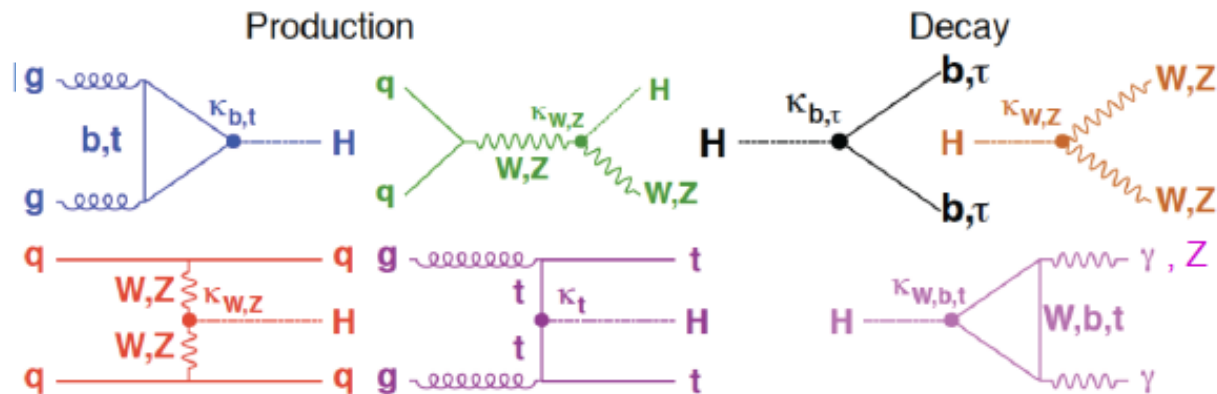 Production
Decay
g
b,t
κb,t
H
g
q
κW,Z
H
W,Z
q
W,Z
H
κb,τ
b,τ
b,τ
H
κW,Z
W,Z
W,Z
q
q
W,Z
κW,Z
H
W,Z
q
q
g
t
t
κt
H
t
g
t
H
κW,b,t
W,b,t
γ , Z
γ